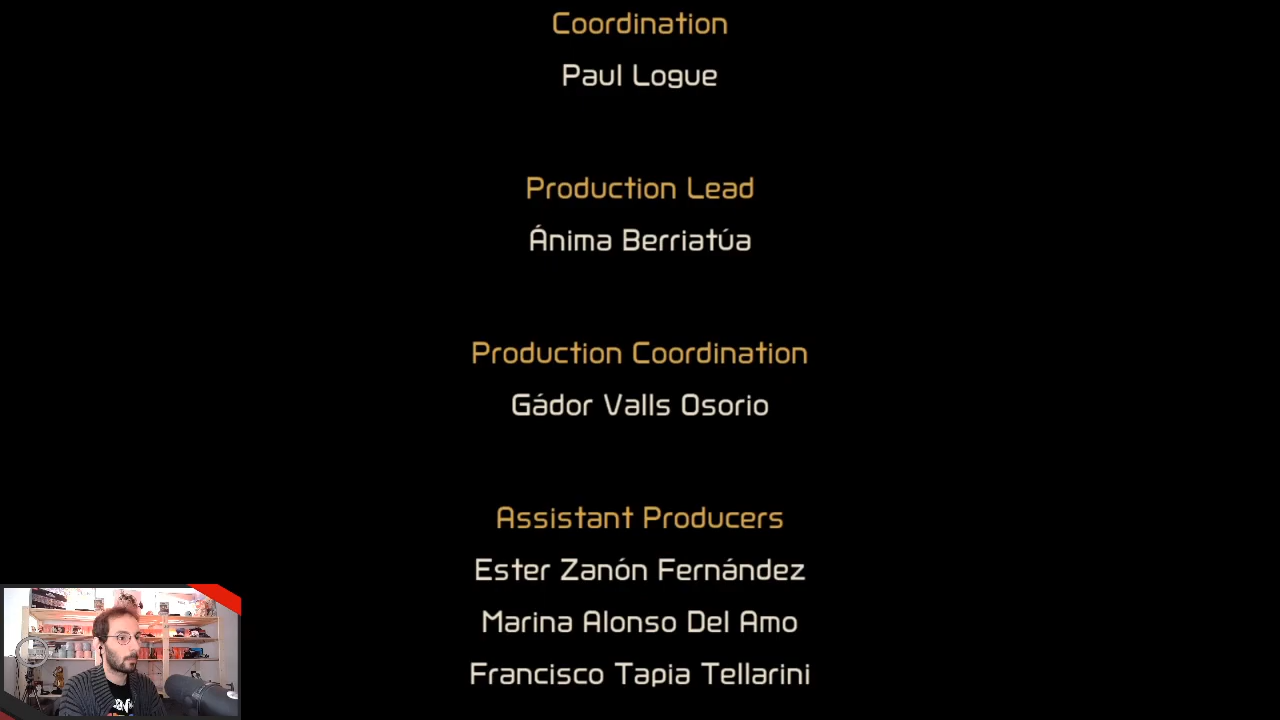 Coordination
Paul Logue
Production Lead
Ánima Berriatúa
Production Coordination
Gádor Valls Osorio
Assistant Producers
Ester Zanón Fernández
Marina Alonso Del Amo
Francisco Tapia Tellarini